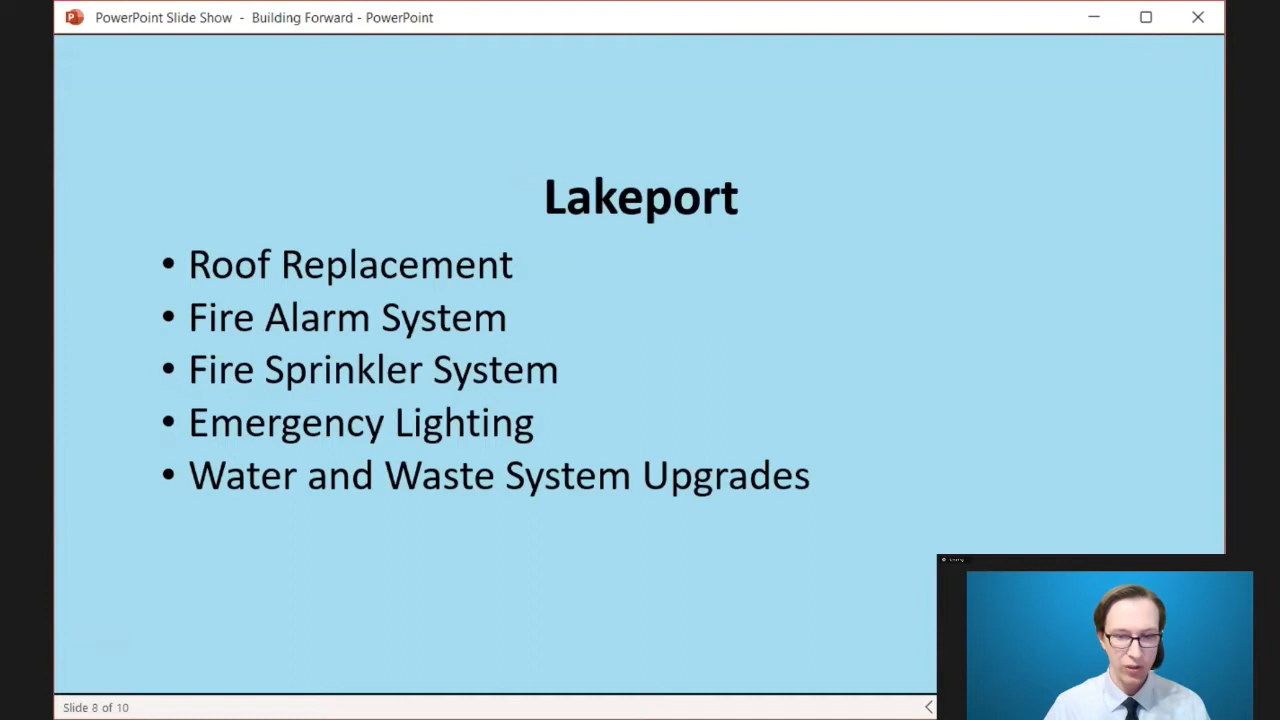 PowerPoint Slide Show - Building Forward - PowerPoint
Lakeport
• Roof Replacement
• Fire Alarm System
• Fire Sprinkler System
• Emergency Lighting
• Water and Waste System Upgrades
Slide 8 of 10